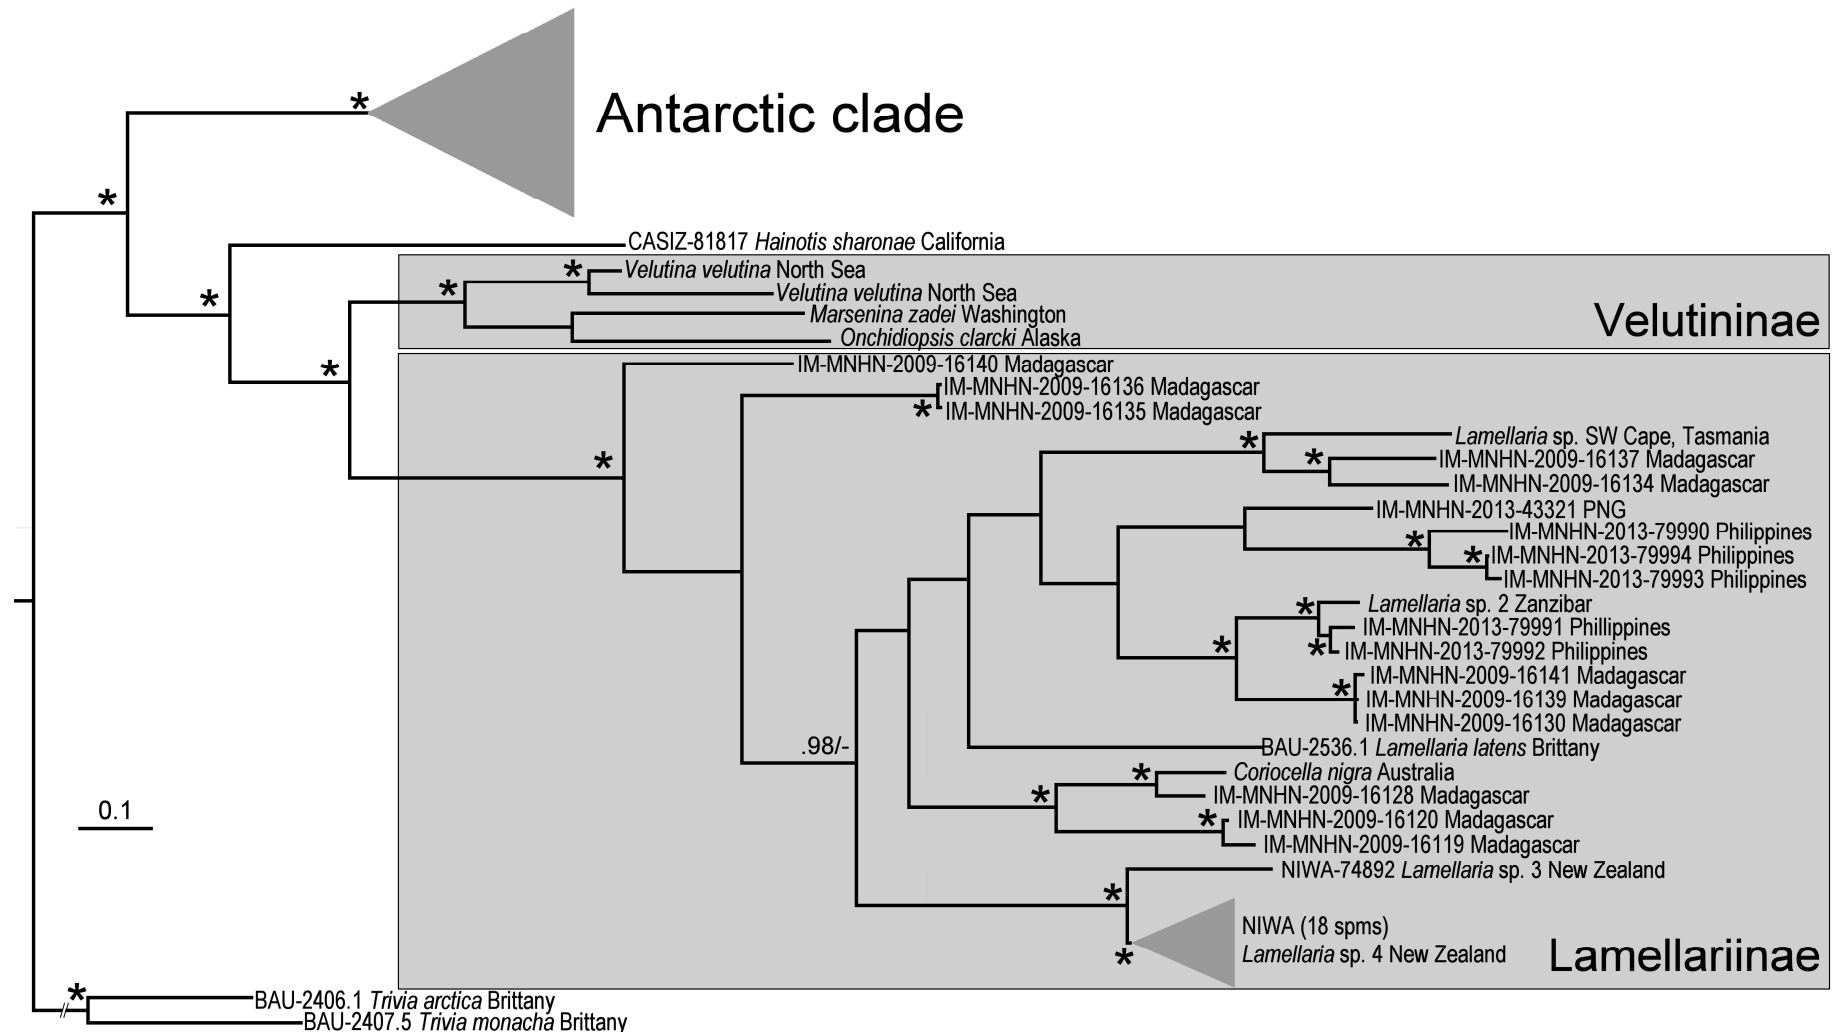 *
Antarctic clade
*
CASIZ-81817 Hainotis sharonae California
* Velutina velutina North Sea
*
* Velutina velutina North Sea
Marsenina zadei Washington
Velutininae
Onchidiopsis clarcki Alaska
*
IM-MNHN-2009-16140 Madagascar
IM-MNHN-2009-16136 Madagascar
* IM-MNHN-2009-16135 Madagascar
* Lamellaria sp. SW Cape, Tasmania
* * IM-MNHN-2009-16137 Madagascar
IM-MNHN-2009-16134 Madagascar
IM-MNHN-2013-43321 PNG
* IM-MNHN-2013-79990 Philippines
* IM-MNHN-2013-79994 Philippines
IM-MNHN-2013-79993 Philippines
* Lamellaria sp. 2 Zanzibar
IM-MNHN-2013-79991 Phillippines
* * IM-MNHN-2013-79992 Philippines
IM-MNHN-2009-16141 Madagascar
* IM-MNHN-2009-16139 Madagascar
IM-MNHN-2009-16130 Madagascar
.98/-
BAU-2536.1 Lamellaria latens Brittany
* Coriocella nigra Australia
* IM-MNHN-2009-16128 Madagascar
0.1
* IM-MNHN-2009-16120 Madagascar
IM-MNHN-2009-16119 Madagascar
NIWA-74892 Lamellaria sp. 3 New Zealand
*
NIWA (18 spms)
* Lamellaria sp. 4 New Zealand
Lamellariinae
* BAU-2406.1 Trivia arctica Brittany
// BAU-2407.5 Trivia monacha Brittany